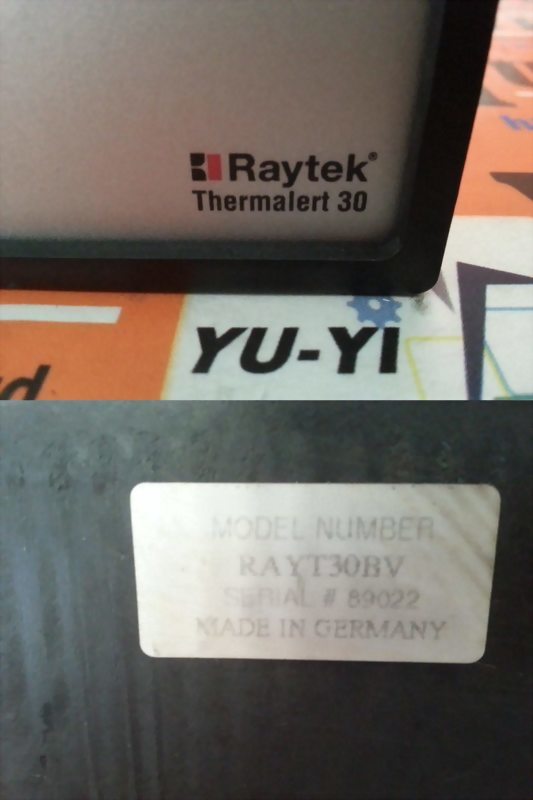 Raytek®
Thermalert 30
YU-YI
MODEL NUMBER
RAYT30BV
SERIAL # 89022
MADE IN GERMANY